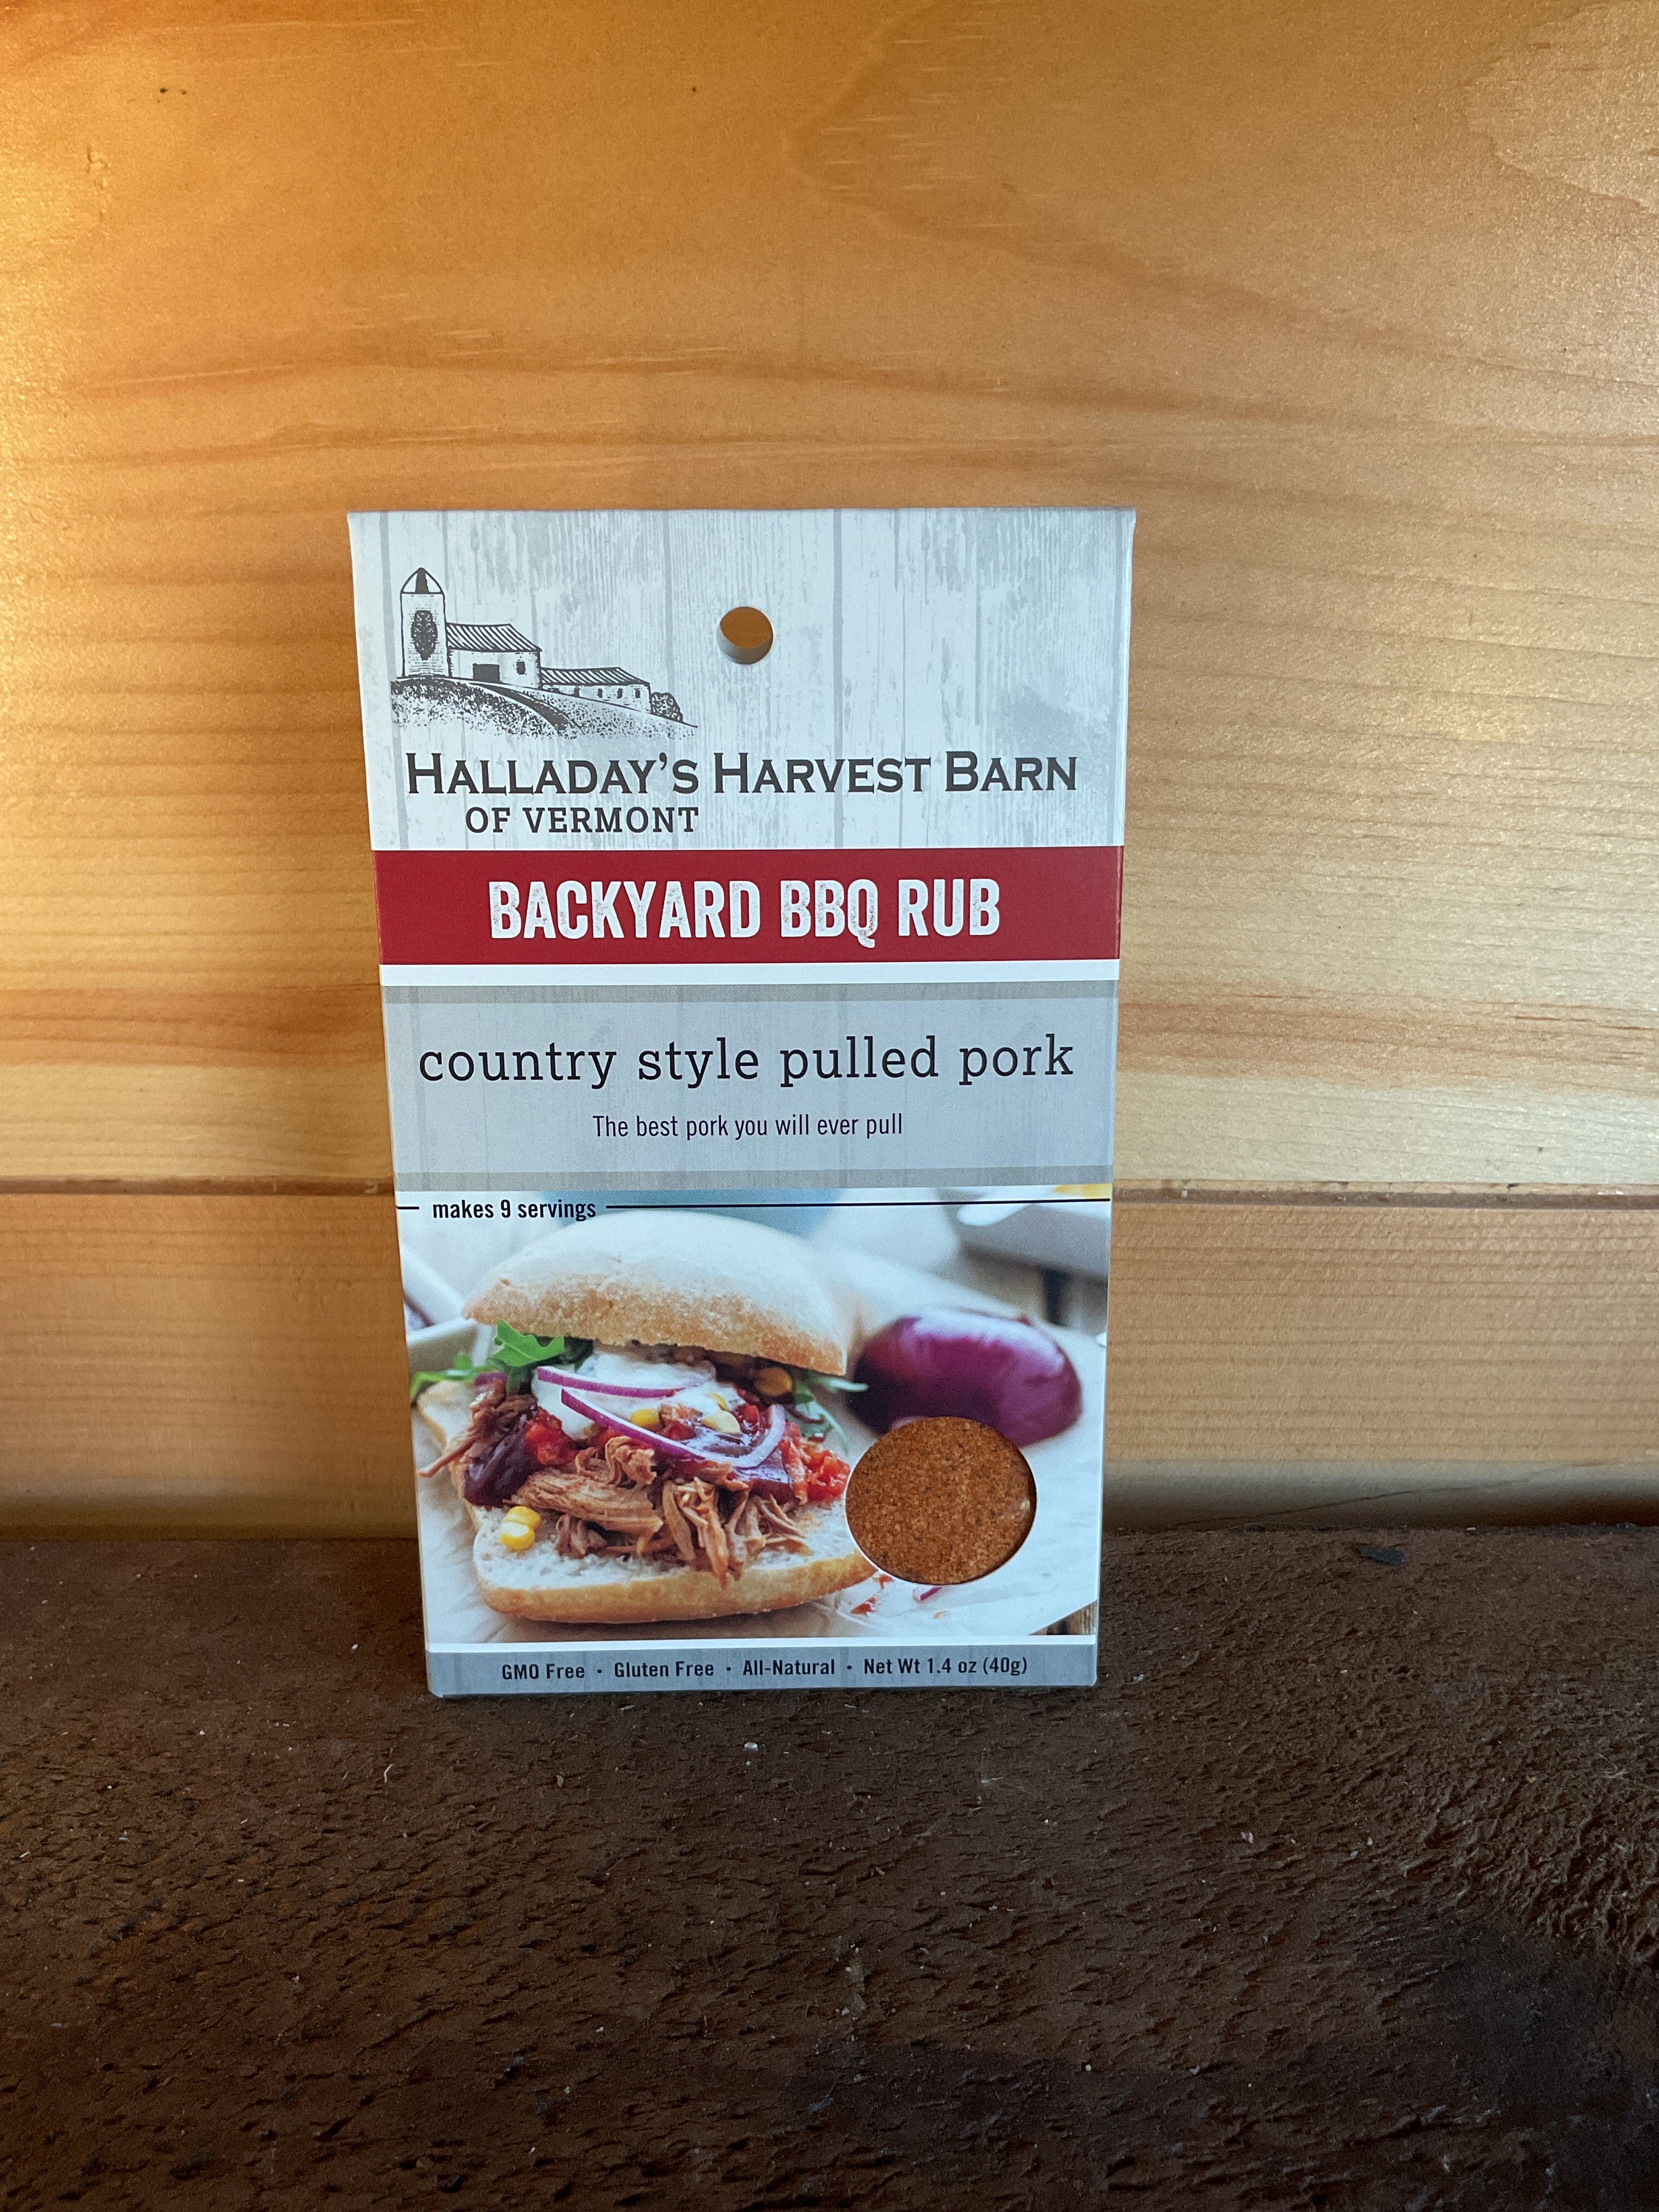 HALLADAY'S HARVEST BARN
OF VERMONT
BACKYARD BBQ RUB
country style pulled pork
The best pork you will ever pull
makes 9 servings
GMO Free • Gluten Free • All-Natural • Net Wt 1.4 oz (40g)